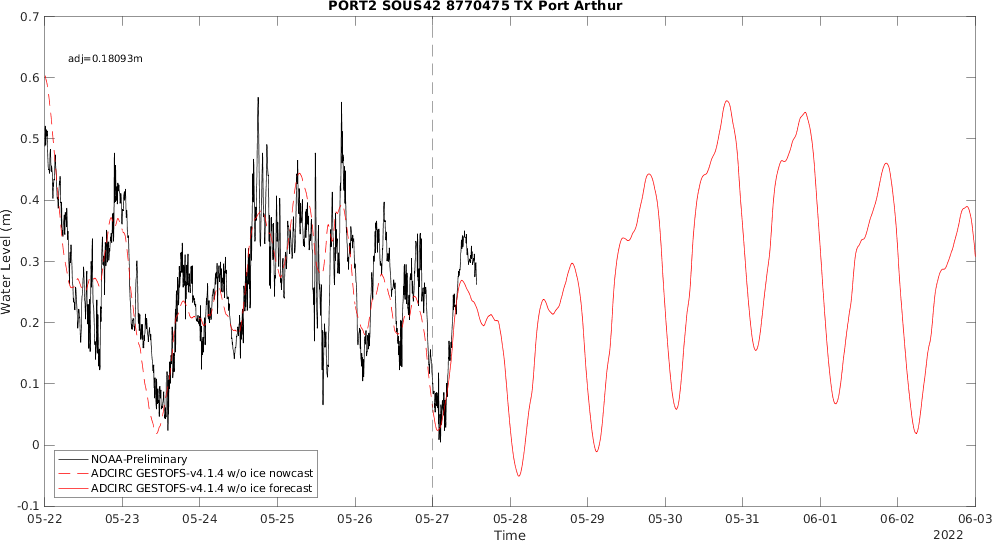 PORT2 SOUS42 8770475 TX Port Arthur
0.7
adj=0.18093m
0.6
0.5
0.4
0.3
0.2
0.1
0
-0.1
Water Level (m)
NOAA-Preliminary
ADCIRC GESTOFS-v4.1.4 w/o ice nowcast
ADCIRC GESTOFS-v4.1.4 w/o ice forecast
05-22 05-23 05-24 05-25 05-26 05-27 05-28 05-29 05-30 05-31 06-01 06-02 06-03
Time
2022